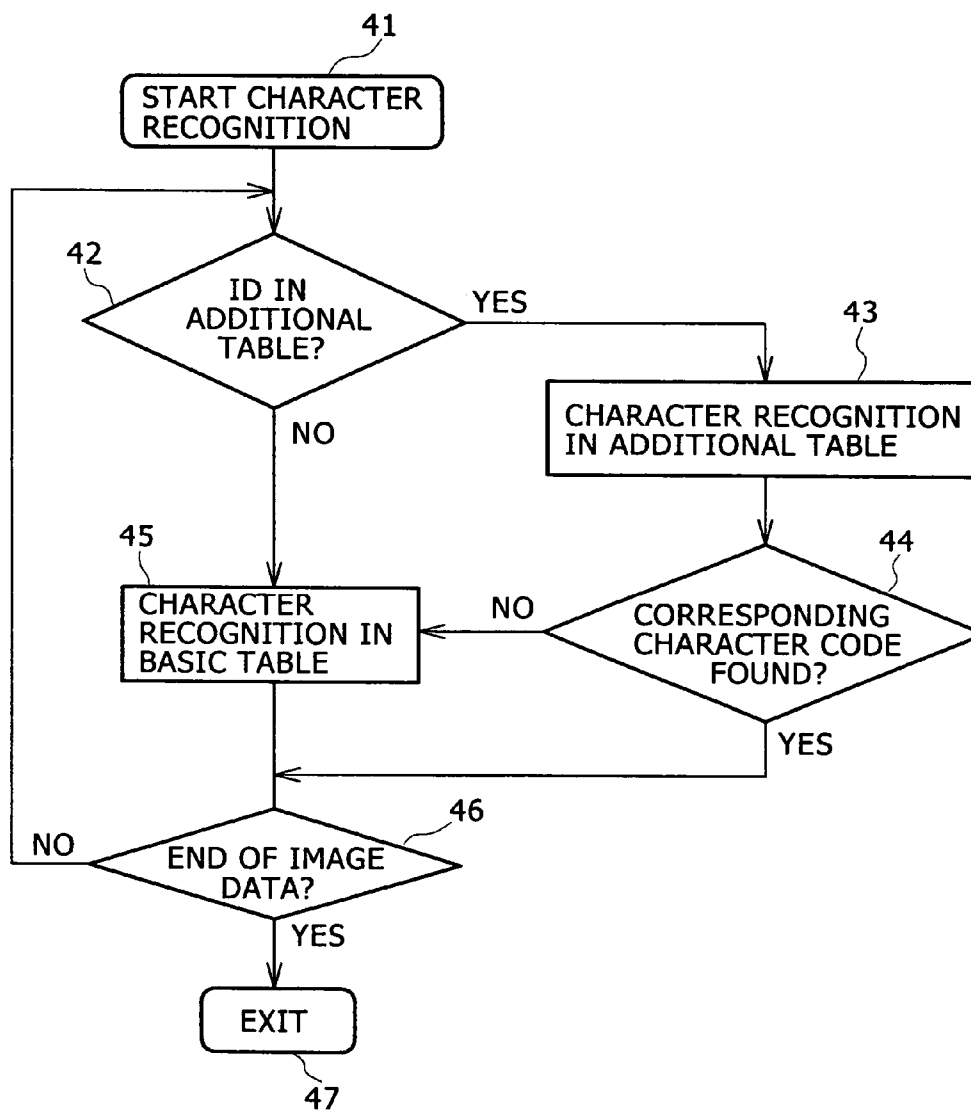 41
START CHARACTER
RECOGNITION
42
ID IN
ADDITIONAL
TABLE?
YES
NO
43
CHARACTER RECOGNITION
IN ADDITIONAL TABLE
44
CORRESPONDING
CHARACTER CODE
FOUND?
NO
YES
45
CHARACTER
RECOGNITION IN
BASIC TABLE
46
END OF IMAGE
DATA?
NO
YES
EXIT
47